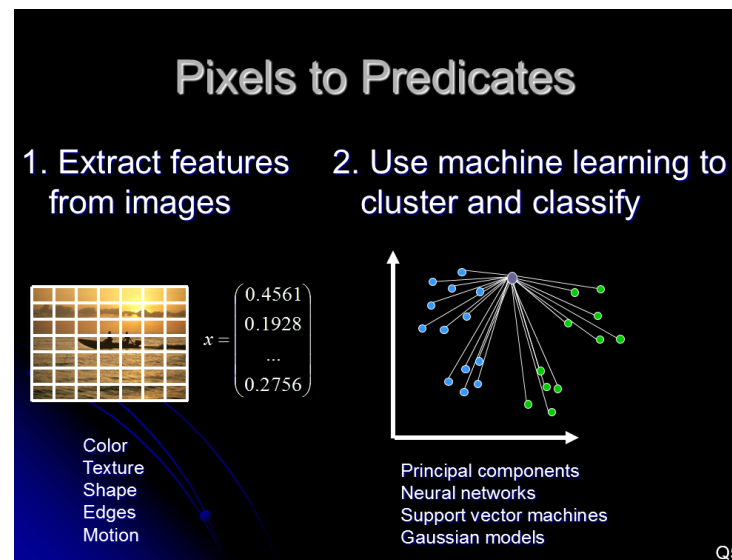 Pixels to Predicates
1. Extract features
from images
2. Use machine learning to
cluster and classify
x =
0.4561
0.1928
...
0.2756
Color
Texture
Shape
Edges
Motion
Principal components
Neural networks
Support vector machines
Gaussian models